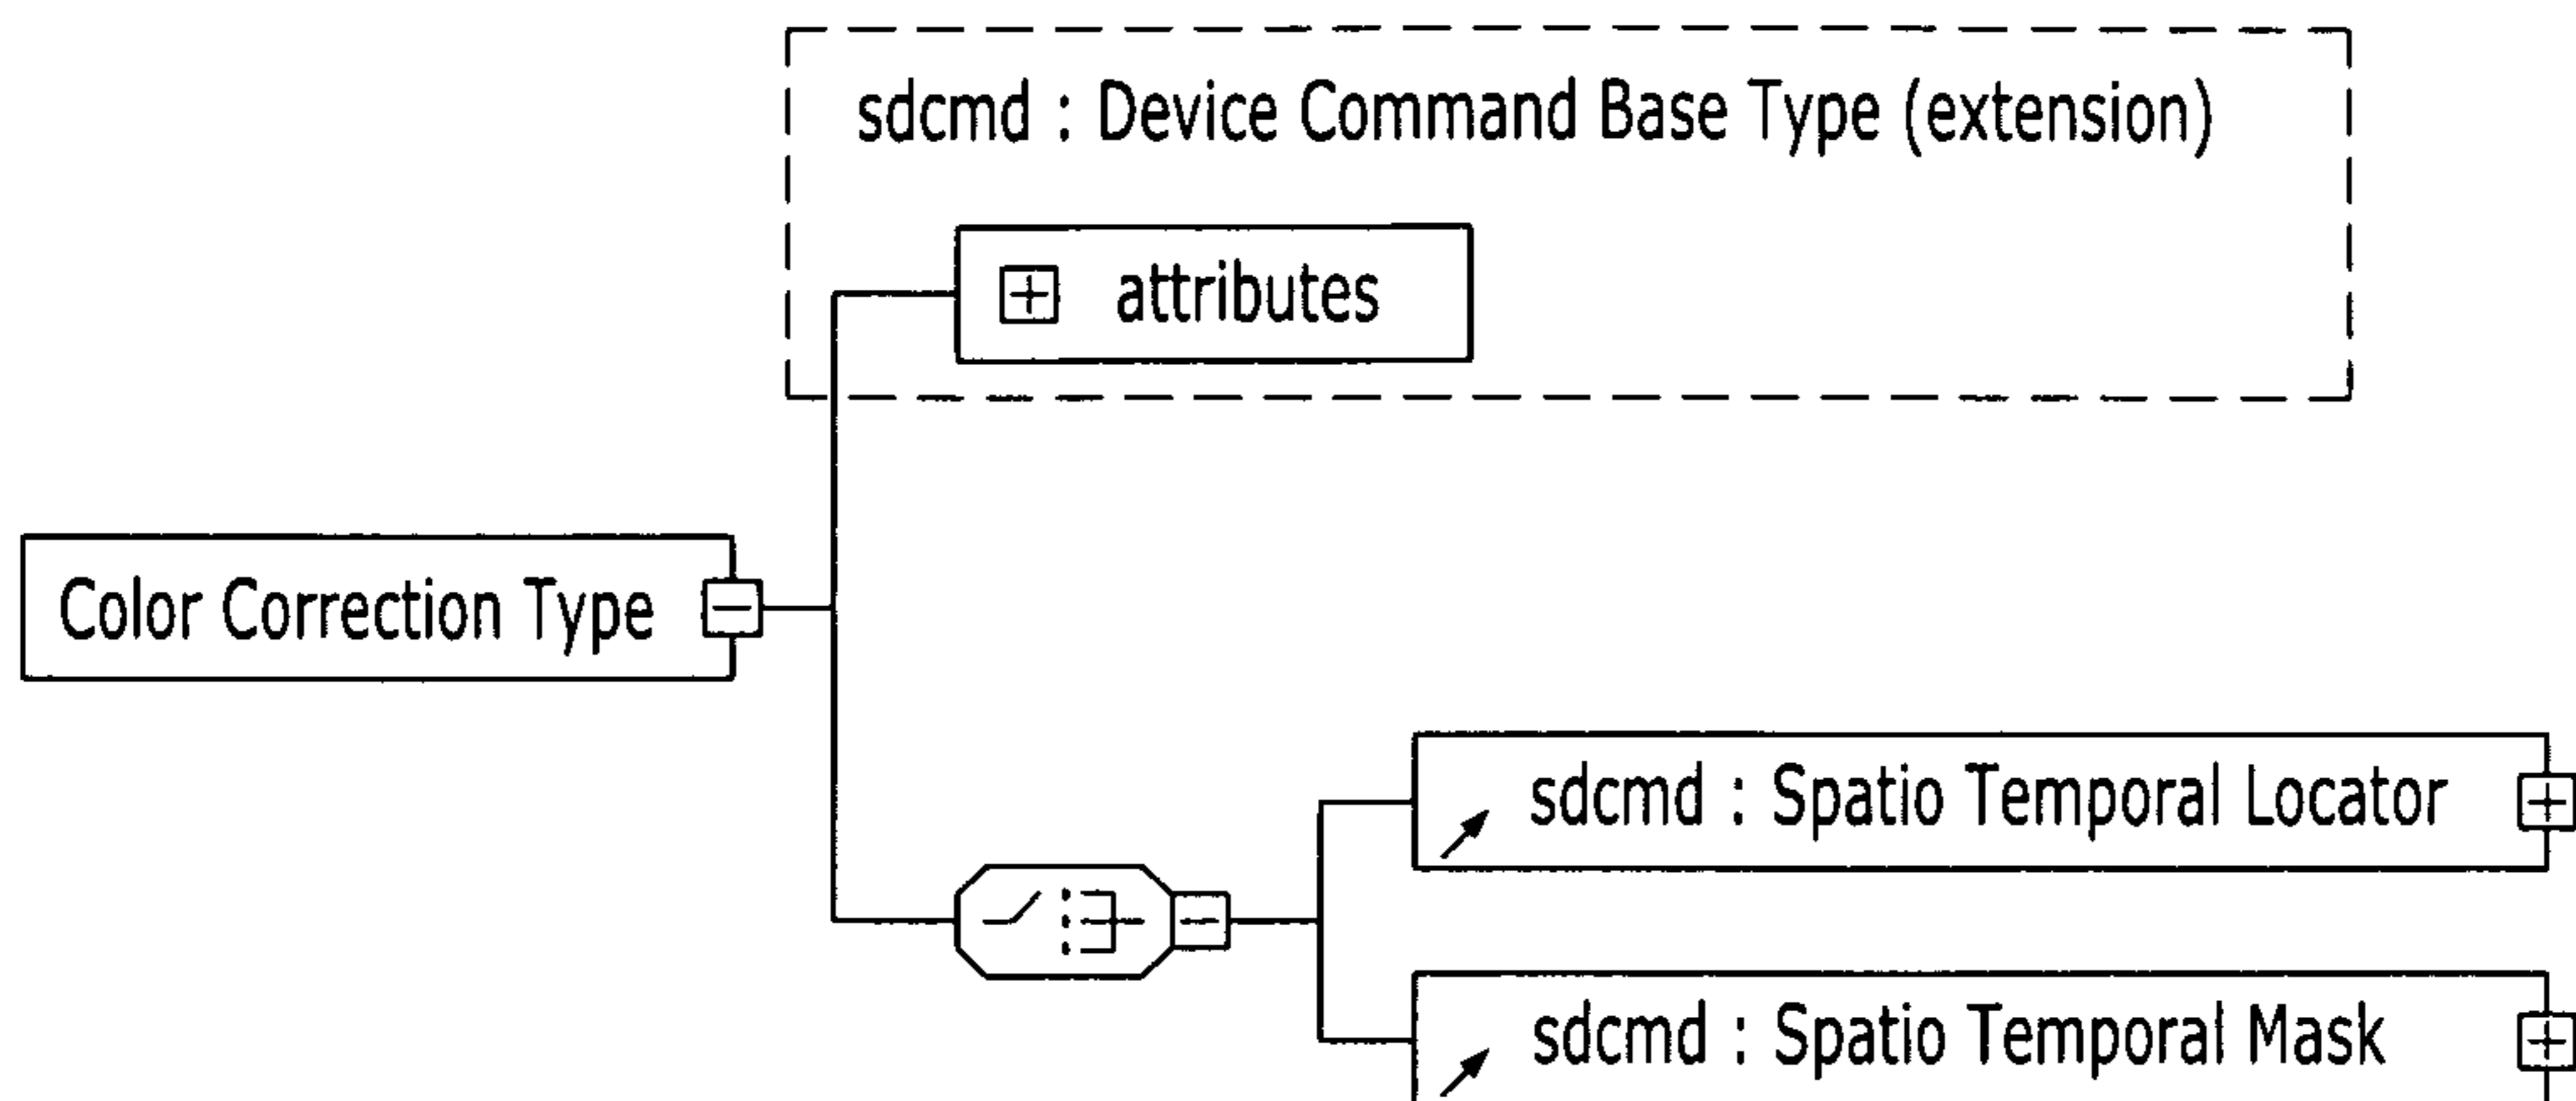 sdcmd : Device Command Base Type (extension)
attributes
Color Correction Type
sdcmd : Spatio Temporal Locator
sdcmd : Spatio Temporal Mask